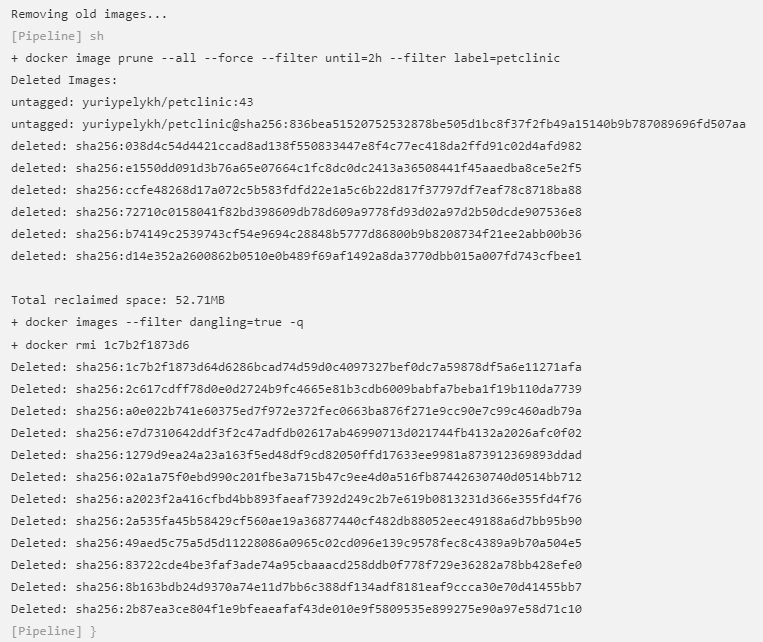 Removing old images...
[Pipeline] sh
+ docker image prune --all --force --filter until=2h --filter label=petclinic
Deleted Images:
untagged: yuriypelykh/petclinic:43
untagged: yuriypelykh/petclinic@sha256:836bea51520752532878be505d1bc8f37f2fb49a15140b9b787089696fd507aa
deleted: sha256:038d4c54d4421ccad8ad138f550833447e8f4c77ec418da2ffd91c02d4afd982
deleted: sha256:e1550dd091d3b76a65e07664c1fc8dc0dc2413a36508441f45aaedba8ce5e2f5
deleted: sha256:ccfe48268d17a072c5b583fdfd22e1a5c6b22d817f37797df7eaf78c8718ba88
deleted: sha256:72710c0158041f82bd398609db78d609a9778fd93d02a97d2b50dcde907536e8
deleted: sha256:b74149c2539743cf54e9694c28848b5777d86800b9b8208734f21ee2abb00b36
deleted: sha256:d14e352a2600862b0510e0b489f69af1492a8da3770dbb015a007fd743cfbee1
Total reclaimed space: 52.71MB
+ docker images --filter dangling=true -q
+ docker rmi 1c7b2f1873d6
Deleted: sha256:1c7b2f1873d64d6286bcad74d59d0c4097327bef0dc7a59878df5a6e11271afa
Deleted: sha256:2c617cdff78d0e0d2724b9fc4665e81b3cdb6009babfa7beba1f19b110da7739
Deleted: sha256:a0e022b741e60375ed7f972e372fec0663ba876f271e9cc90e7c99c460adb79a
Deleted: sha256:e7d7310642ddf3f2c47adfdb02617ab46990713d021744fb4132a2026afc0f02
Deleted: sha256:1279d9ea24a23a163f5ed48df9cd82050ffd17633ee9981a873912369893ddad
Deleted: sha256:02a1a75f0ebd990c201fbe3a715b47c9ee4d0a516fb87442630740d0514bb712
Deleted: sha256:a2023f2a416cfbd4bb893faeaf7392d249c2b7e619b0813231d366e355fd4f76
Deleted: sha256:2a535fa45b58429cf560ae19a36877440cf482db88052eec49188a6d7bb95b90
Deleted: sha256:49aed5c75a5d5d11228086a0965c02cd096e139c9578fec8c4389a9b70a504e5
Deleted: sha256:83722cde4be3faf3ade74a95cbaaacd258ddb0f778f729e36282a78bb428efe0
Deleted: sha256:8b163bdb24d9370a74e11d7bb6c388df134adf8181eaf9ccca30e70d41455bb7
Deleted: sha256:2b87ea3ce804f1e9bfeaeafaf43de010e9f5809535e899275e90a97e58d71c10
[Pipeline] }